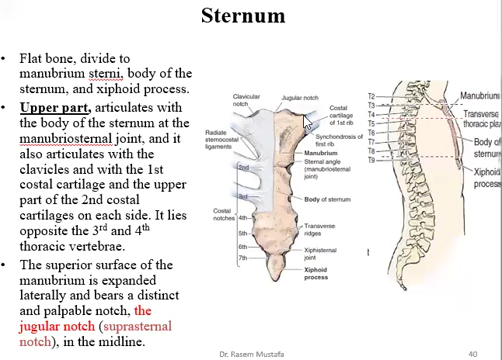 Sternum
• Flat bone, divide to
manubrium sterni, body of the
sternum, and xiphoid process.
• Upper part, articulates with
the body of the sternum at the
manubriosternal joint, and it
also articulates with the
clavicles and with the 1st
costal cartilage and the upper
part of the 2nd costal
cartilages on each side. It lies
opposite the 3rd and 4th
thoracic vertebrae.
• The superior surface of the
manubrium is expanded
laterally and bears a distinct
and palpable notch, the
jugular notch (suprasternal
notch), in the midline.
Clavicular
notch
Jugular notch
Costal
cartilage
of 1st rib
Radiate
sternocostal
ligaments
Synchondrosis of
first rib
Manubrium
Sternal angle
(manubriosternal
joint)
2nd
3rd
Body of sternum
Costal
notches
4th
5th
6th
7th
Transverse
ridges
Xiphisternal
joint
Xiphoid
process
T2
T3
T4
T5
T6
T7
T8
T9
Manubrium
Transverse
thoracic pla
Body of
sternum
Xiphoid
process
Dr. Rasem Mustafa
40